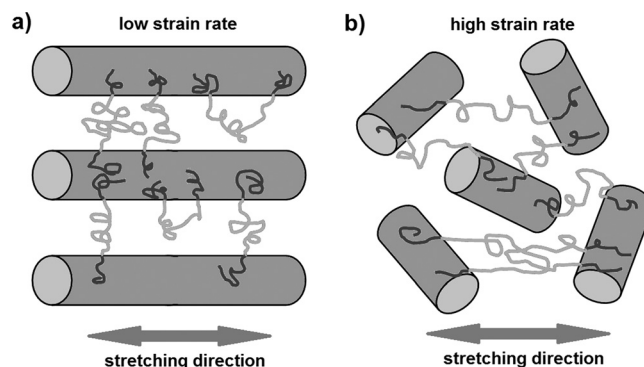 a)
low strain rate
stretching direction
b)
high strain rate
stretching direction